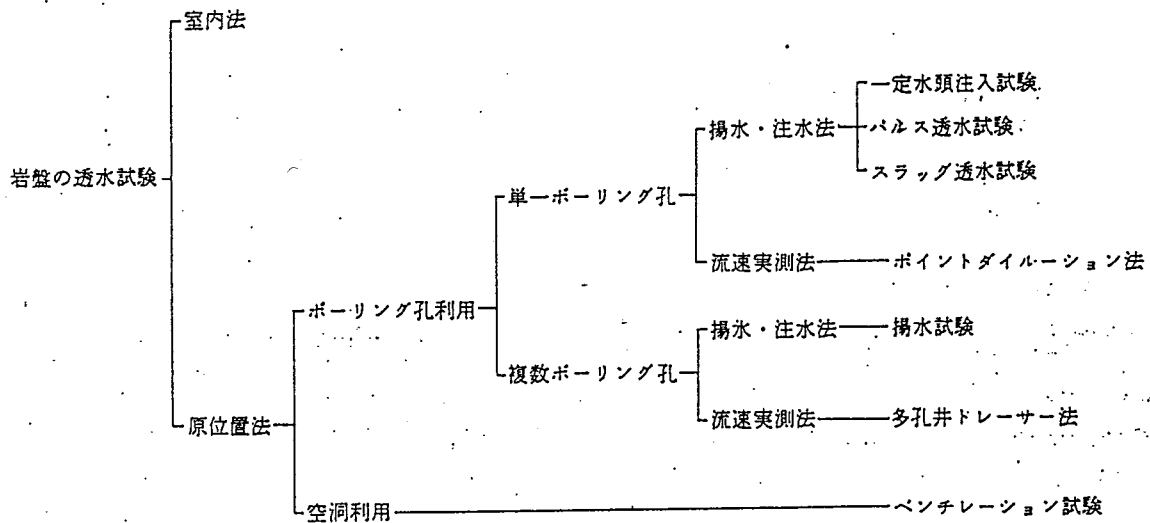 室内法
一定水頭注入試験
揚水・注水法
パルス透水試験
スラッグ透水試験
岩盤の透水試験
単一ボーリング孔
流速実測法
ポイントダイルーション法
ボーリング孔利用
揚水・注水法
揚水試験
複数ボーリング孔
流速実測法
多孔井トレーサー法
原位置法
空洞利用
ベンチレーション試験